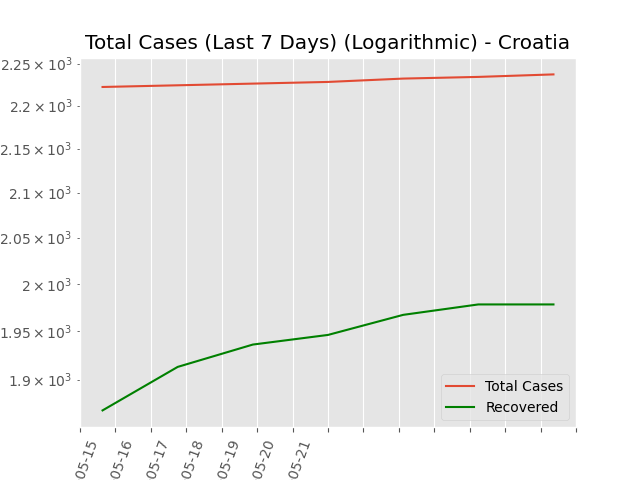 Total Cases (Last 7 Days) (Logarithmic) - Croatia
2.25 × 10³
2.2 × 10³
2.15 × 10³
2.1 × 10³
2.05 × 10³
2 × 10³
1.95 × 10³
1.9 × 10³
Total Cases
Recovered
05-15
05-16
05-17
05-18
05-19
05-20
05-21